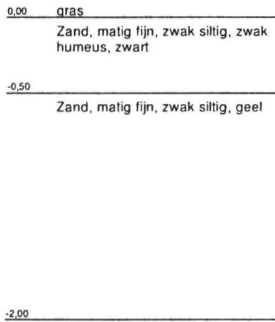 0,00 gras
Zand, matig fijn, zwak siltig, zwak
humeus, zwart
-0,50
Zand, matig fijn, zwak siltig, geel
-2,00